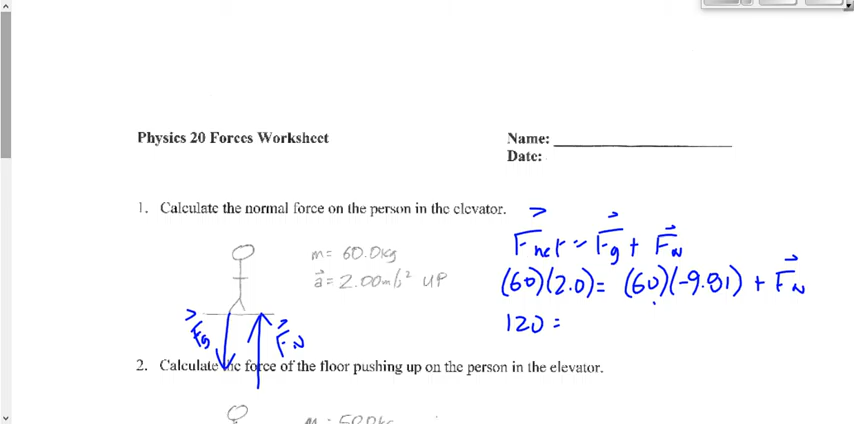 Physics 20 Forces Worksheet
Name:
Date:
1. Calculate the normal force on the person in the elevator.
m= 60.0kg
a= 2.00m/s² UP
Fnet = Fg + FN
(60)(2.0)= (60)(-9.81) + FN
120 =
Fg
FN
2. Calculate the force of the floor pushing up on the person in the elevator.